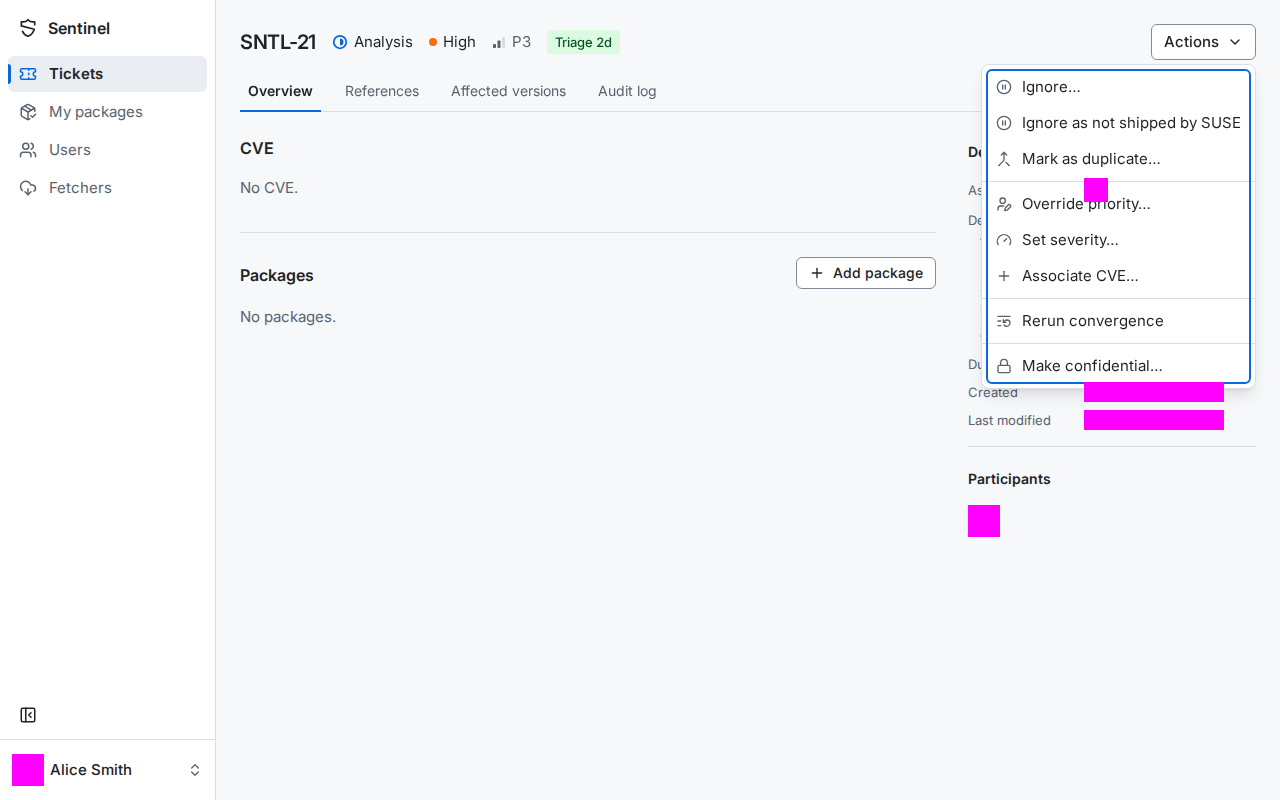 Sentinel
Tickets
My packages
Users
Fetchers
Alice Smith
SNTL-21
Analysis
High
P3
Triage 2d
Actions
Overview
References
Affected versions
Audit log
CVE
No CVE.
Packages
Add package
No packages.
Ignore...
Ignore as not shipped by SUSE
Mark as duplicate...
Override priority...
Set severity...
Associate CVE...
Rerun convergence
Make confidential...
Created
Last modified
Participants